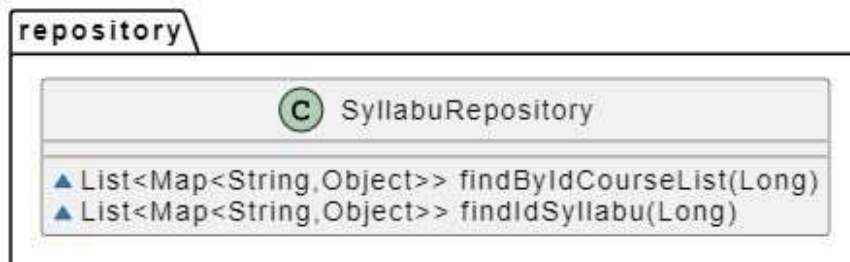 repository
C SyllabuRepository
List<Map<String,Object>> findByIdCourseList(Long)
List<Map<String,Object>> findIdSyllabu(Long)